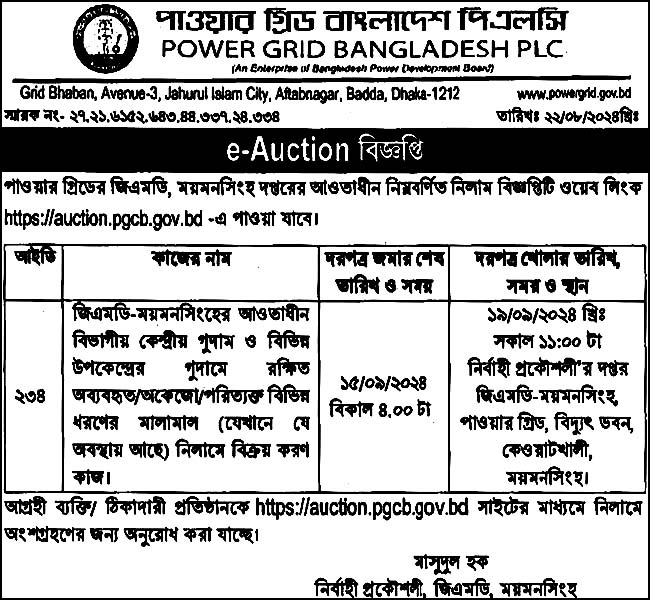 পাওয়ার গ্রিড বাংলাদেশ পিএলসি
POWER GRID BANGLADESH PLC
(An Enterprise of Bangladesh Power Development Board)
Grid Bhaban, Avenue-3, Jahurul Islam City, Aftabnagar, Badda, Dhaka-1212 www.powergrid.gov.bd
স্মারক নং- ২৭.২১.৬১৫২.৬৪৩.৪৪.৩৩৭.২৪.৩৩৪ তারিখঃ ২২/০৮/২০২৪খ্রিঃ
e-Auction বিজ্ঞপ্তি
পাওয়ার গ্রিডের জিএমডি, ময়মনসিংহ দপ্তরের আওতাধীন নিম্নবর্ণিত নিলাম বিজ্ঞপ্তিটি ওয়েব লিংক
https://auction.pgcb.gov.bd -এ পাওয়া যাবে।
আইডি
কাজের নাম
দরপত্র জমার শেষ
তারিখ ও সময়
দরপত্র খোলার তারিখ,
সময় ও স্থান
২৩৪
জিএমডি-ময়মনসিংহের আওতাধীন
বিভাগীয় কেন্দ্রীয় গুদাম ও বিভিন্ন
উপকেন্দ্রের গুদামে রক্ষিত
অব্যবহৃত/অকেজো/পরিত্যক্ত বিভিন্ন
ধরণের মালামাল (যেখানে যে
অবস্থায় আছে) নিলামে বিক্রয় করণ
কাজ।
১৫/০৯/২০২৪
বিকাল ৪.০০ টা
১৯/০৯/২০২৪ খ্রিঃ
সকাল ১১:০০ টা
নির্বাহী প্রকৌশলী'র দপ্তর
জিএমডি-ময়মনসিংহ,
পাওয়ার গ্রিড, বিদ্যুৎ ভবন,
কেওয়াটখালী,
ময়মনসিংহ।
আগ্রহী ব্যক্তি/ ঠিকাদারী প্রতিষ্ঠানকে https://auction.pgcb.gov.bd সাইটের মাধ্যমে নিলামে
অংশগ্রহণের জন্য অনুরোধ করা যাচ্ছে।
মাসুদুল হক
নির্বাহী প্রকৌশলী, জিএমডি, ময়মনসিংহ